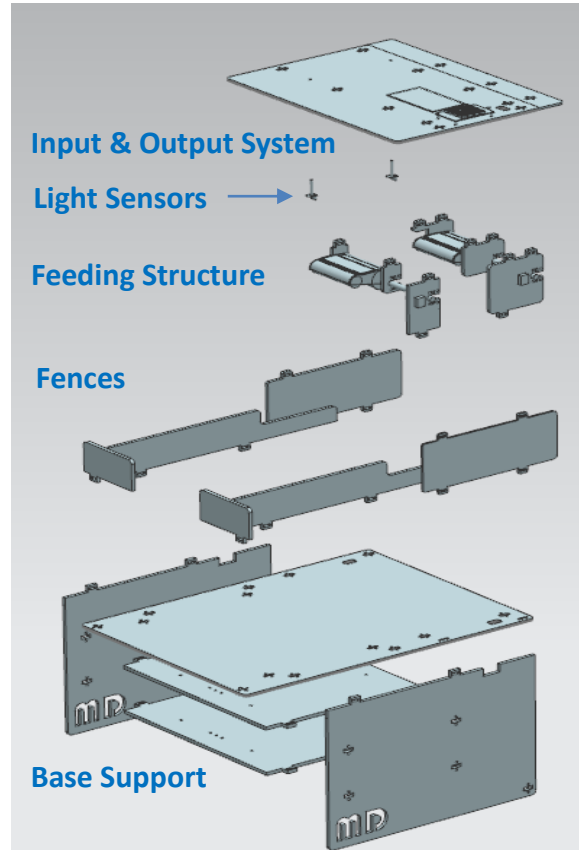 Input & Output System
Light Sensors
Feeding Structure
Fences
MD
Base Support
MD